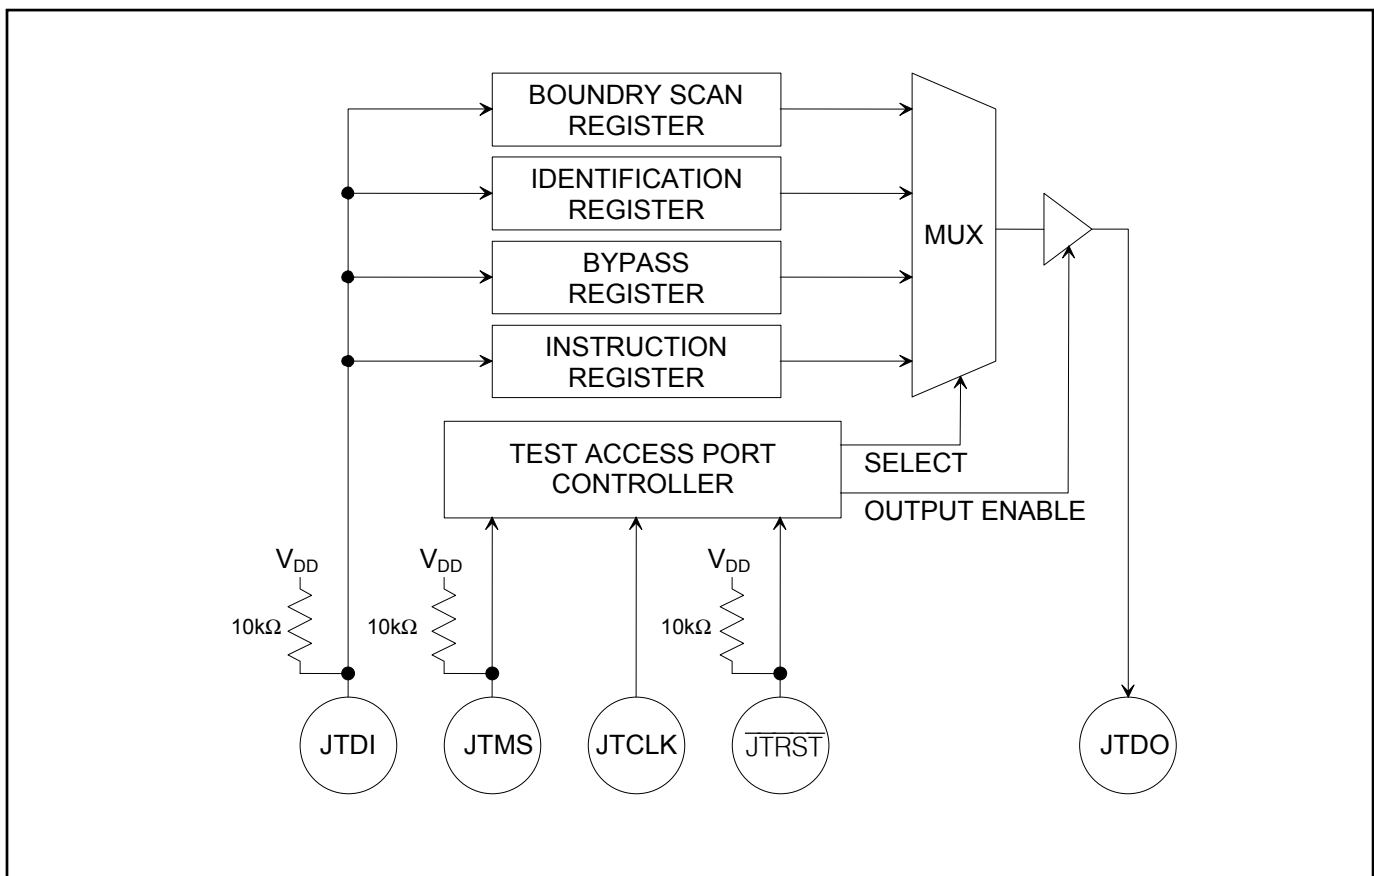 BOUNDRY SCAN
REGISTER
IDENTIFICATION
REGISTER
BYPASS
REGISTER
INSTRUCTION
REGISTER
MUX
TEST ACCESS PORT
CONTROLLER
SELECT
OUTPUT ENABLE
VDD
VDD
VDD
10kΩ
10kΩ
10kΩ
JTDI
JTMS
JTCLK
JTRST
JTDO